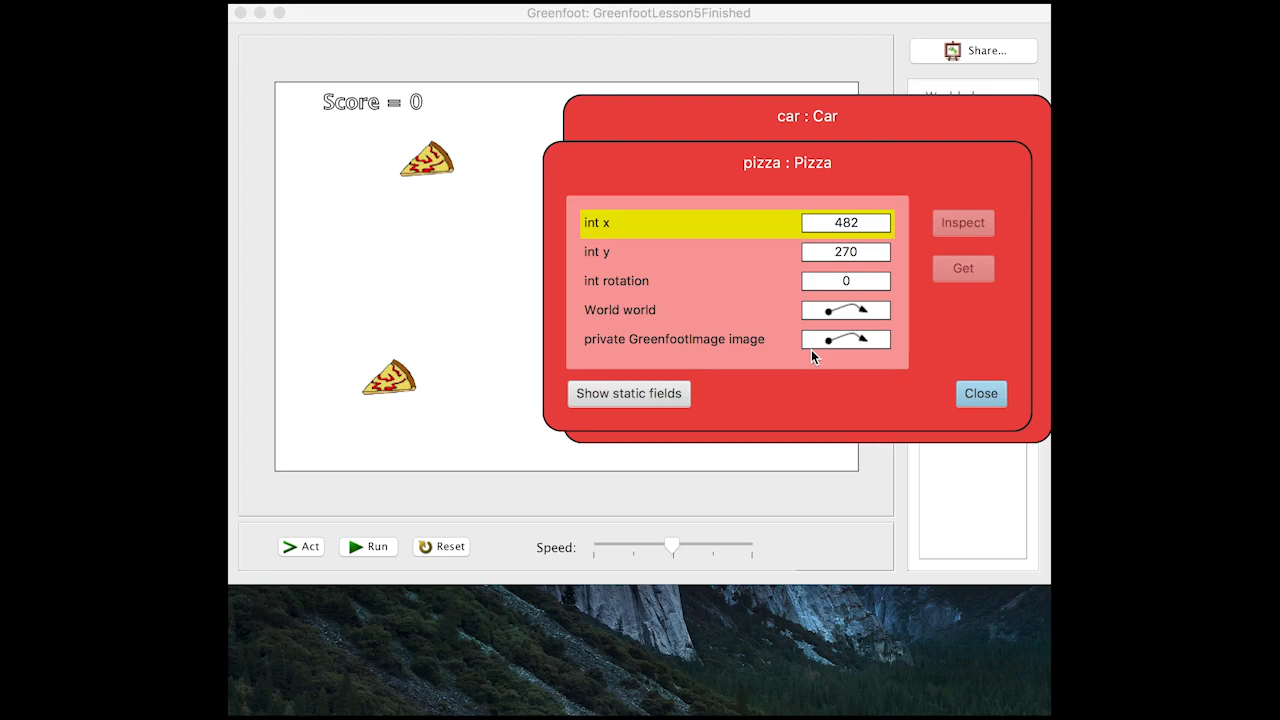 Greenfoot: GreenfootLesson5Finished
Share...
Score = 0
car : Car
pizza : Pizza
int x 482
int y 270
int rotation 0
World world
private GreenfootImage image
Inspect
Get
Show static fields
Close
Act
Run
Reset
Speed: